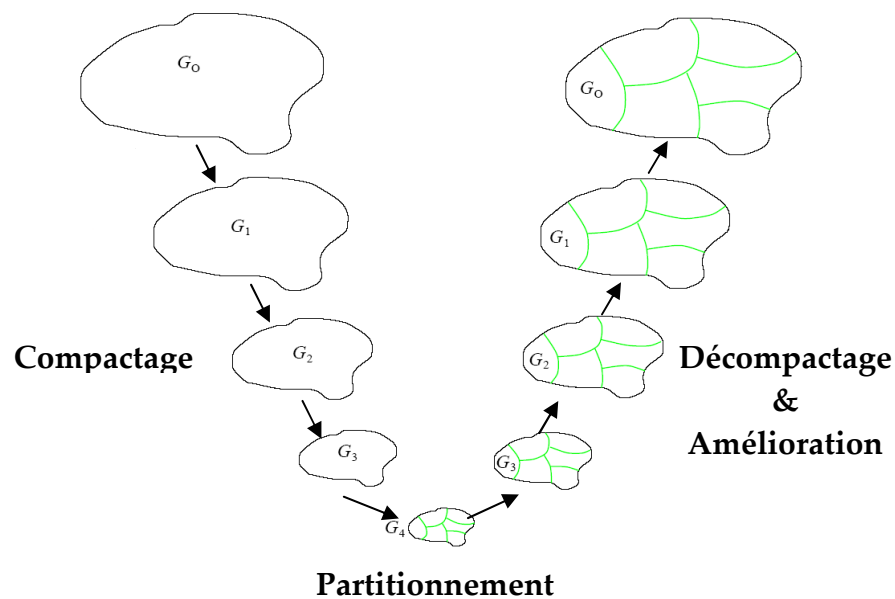 G₀
G₀
G₁
G₁
G₂
G₂
Compactage
Décompactage
&
Amélioration
G₃
G₃
G₄
Partitionnement